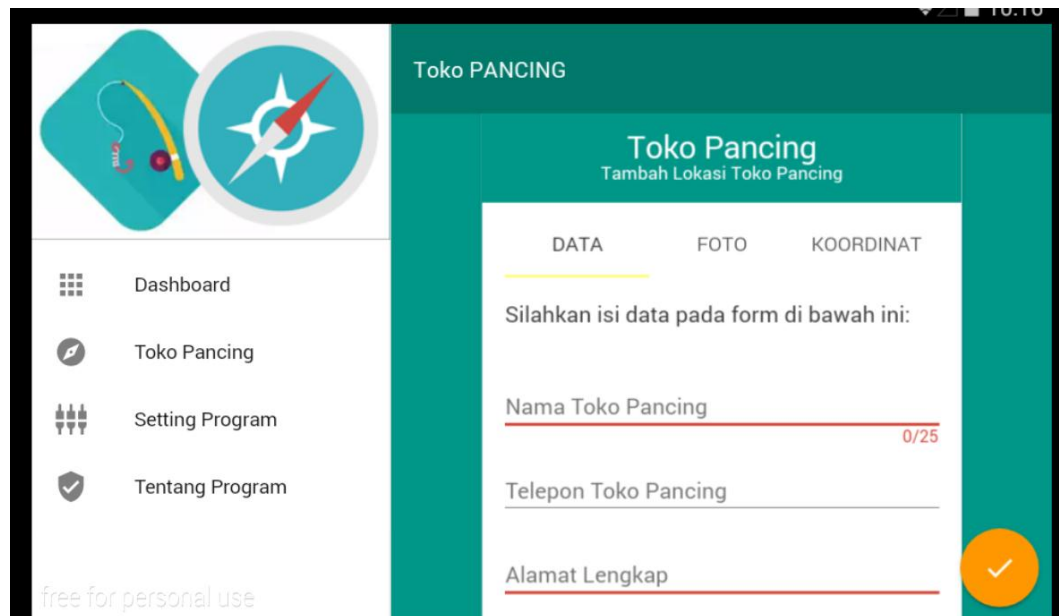 10:16
Toko PANCING
Dashboard
Toko Pancing
Setting Program
Tentang Program
free for personal use
Toko Pancing
Tambah Lokasi Toko Pancing
DATA FOTO KOORDINAT
Silahkan isi data pada form di bawah ini:
Nama Toko Pancing
0/25
Telepon Toko Pancing
Alamat Lengkap